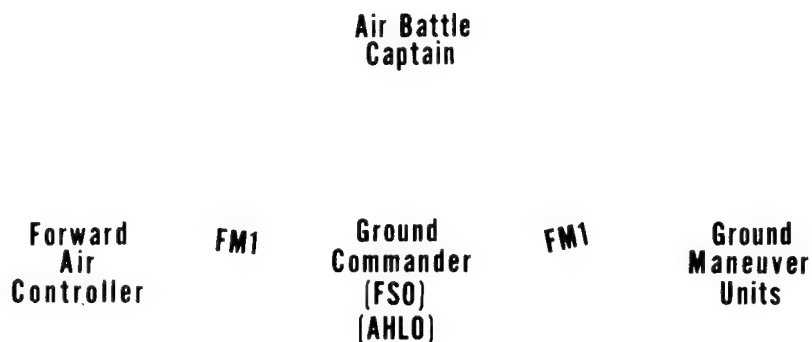 Air Battle
Captain
Forward
Air
Controller
FM1
Ground
Commander
(FSO)
(AHLO)
FM1
Ground
Maneuver
Units